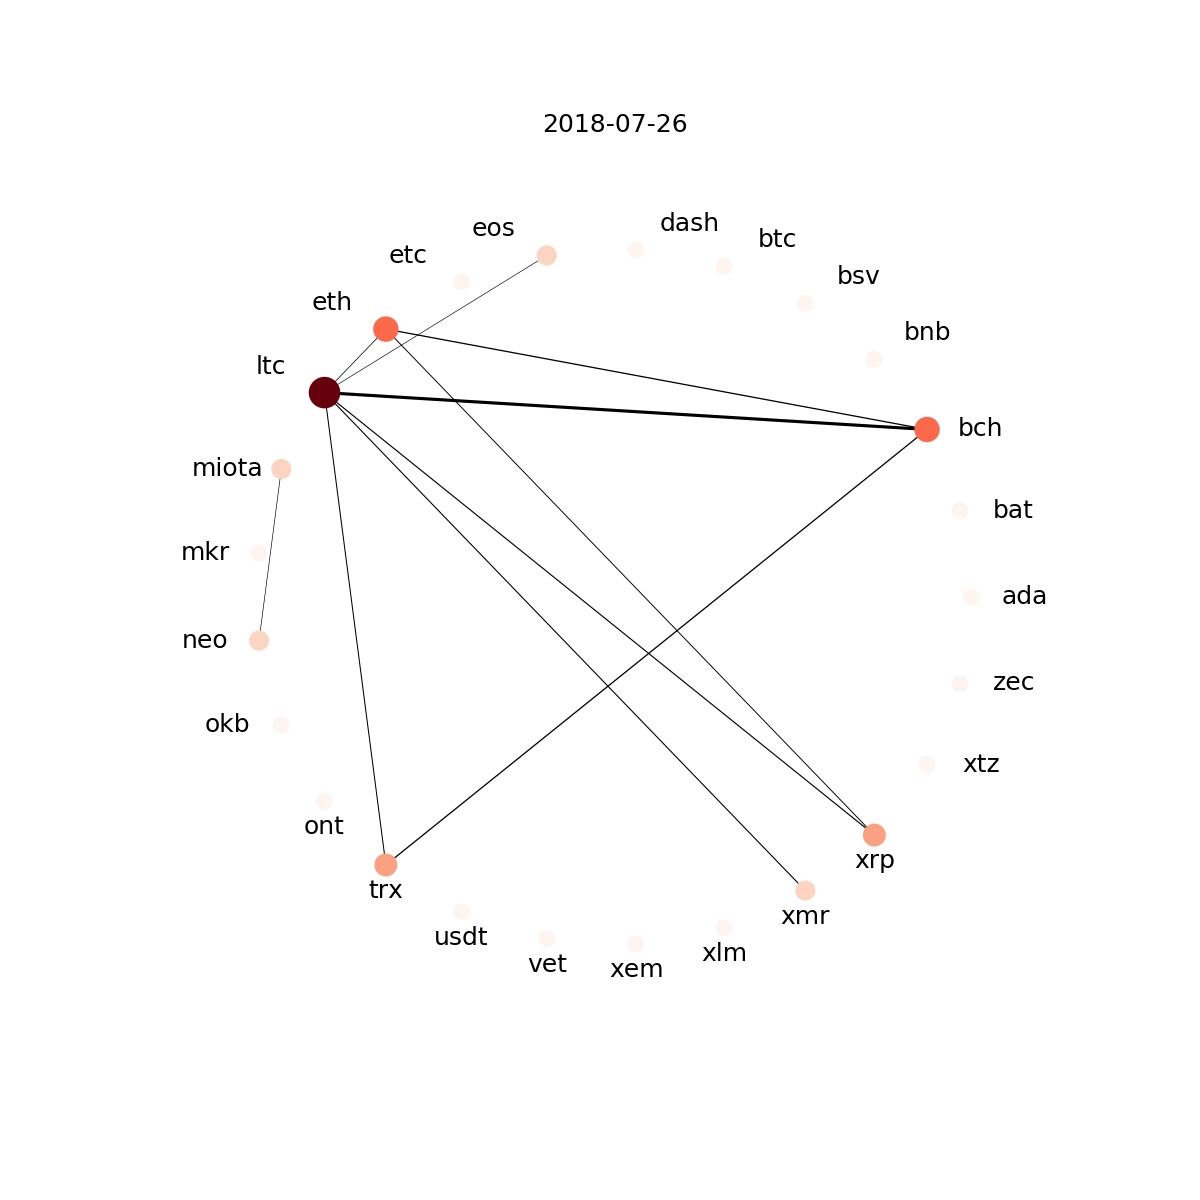 2018-07-26
dash
eos
btc
etc
bsv
eth
bnb
ltc
bch
miota
bat
mkr
ada
neo
zec
okb
xtz
ont
xrp
trx
xmr
usdt
xlm
vet
xem